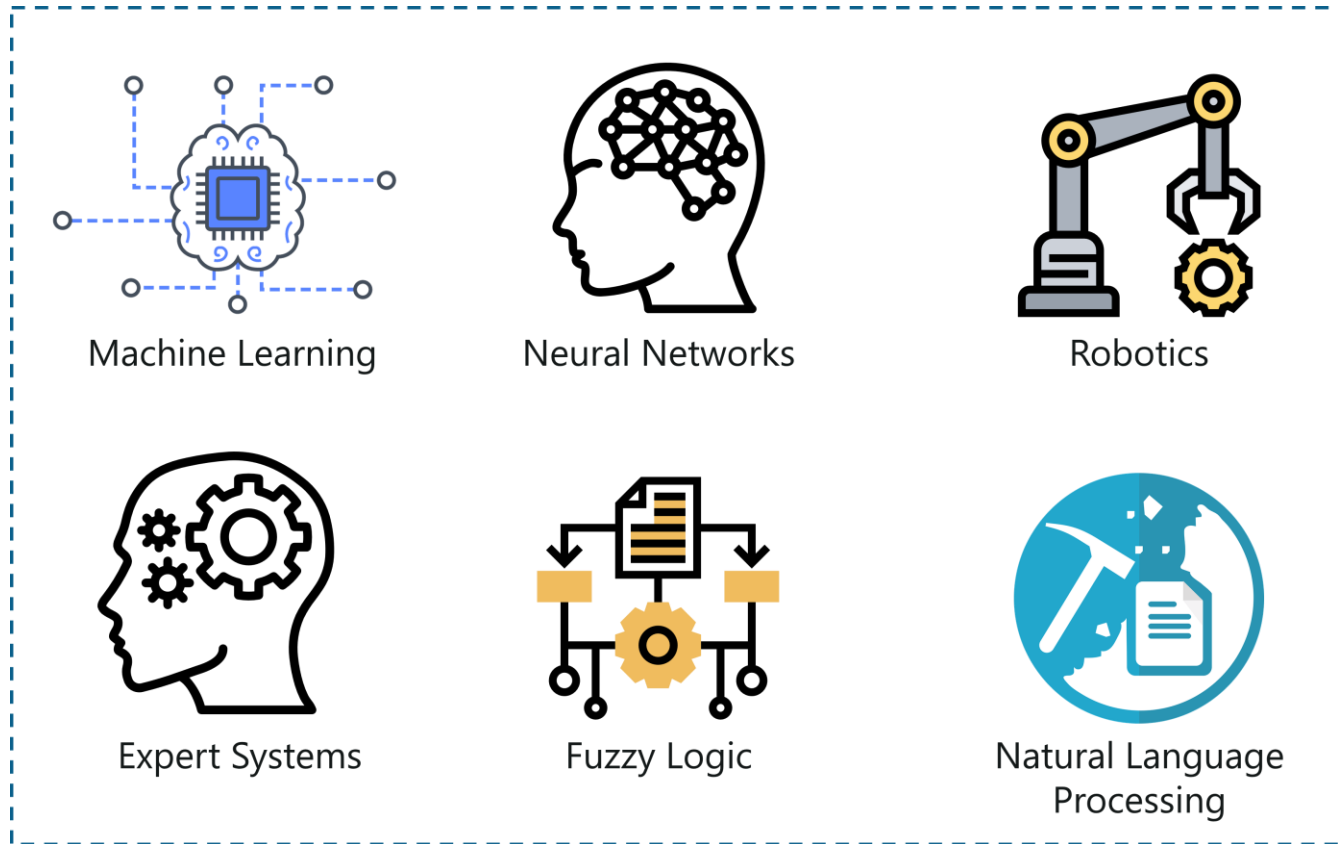 Machine Learning
Neural Networks
Robotics
Expert Systems
Fuzzy Logic
Natural Language
Processing